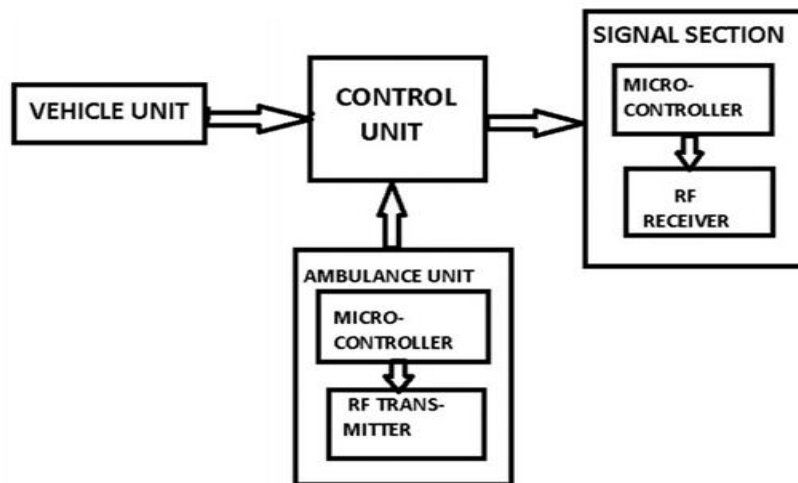 VEHICLE UNIT
CONTROL
UNIT
SIGNAL SECTION
MICRO-
CONTROLLER
RF
RECEIVER
AMBULANCE UNIT
MICRO-
CONTROLLER
RF TRANS-
MITTER